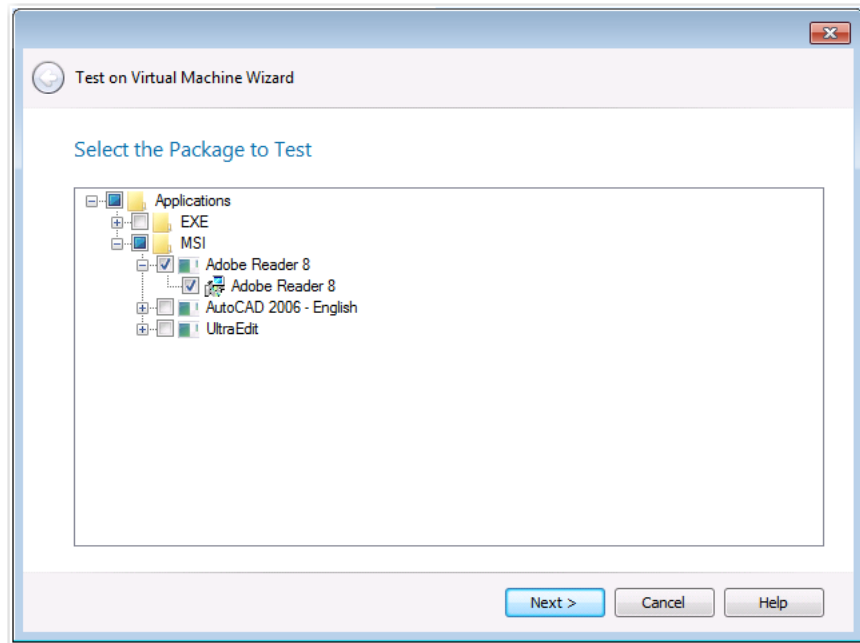 Test on Virtual Machine Wizard
Select the Package to Test
Applications
EXE
MSI
Adobe Reader 8
Adobe Reader 8
AutoCAD 2006 - English
UltraEdit
Next > Cancel Help